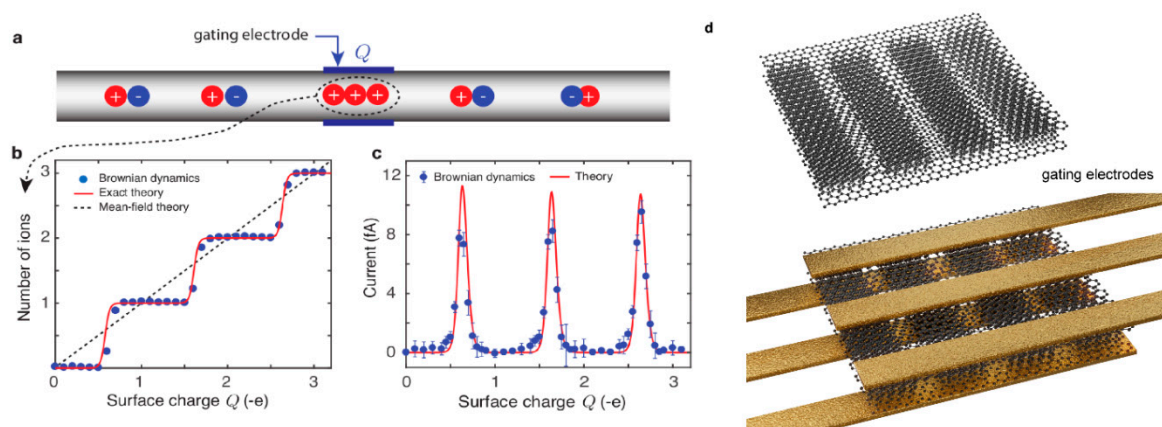 a
gating electrode
Q
+ - + - + + + + - - +
b
Number of ions
3
2
1
0
Brownian dynamics
Exact theory
Mean-field theory
0 1 2 3
Surface charge Q (-e)
c
Current (fA)
12
8
4
0
Brownian dynamics Theory
0 1 2 3
Surface charge Q (-e)
d
gating electrodes